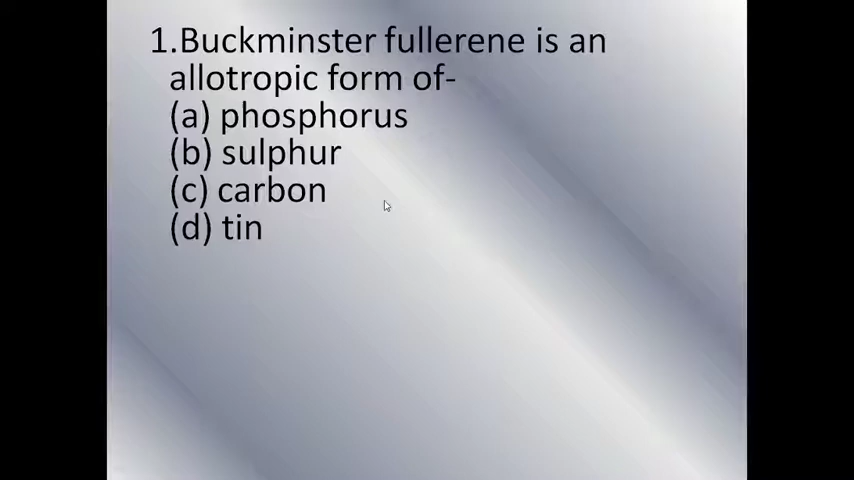 1.Buckminster fullerene is an
allotropic form of-
(a) phosphorus
(b) sulphur
(c) carbon
(d) tin